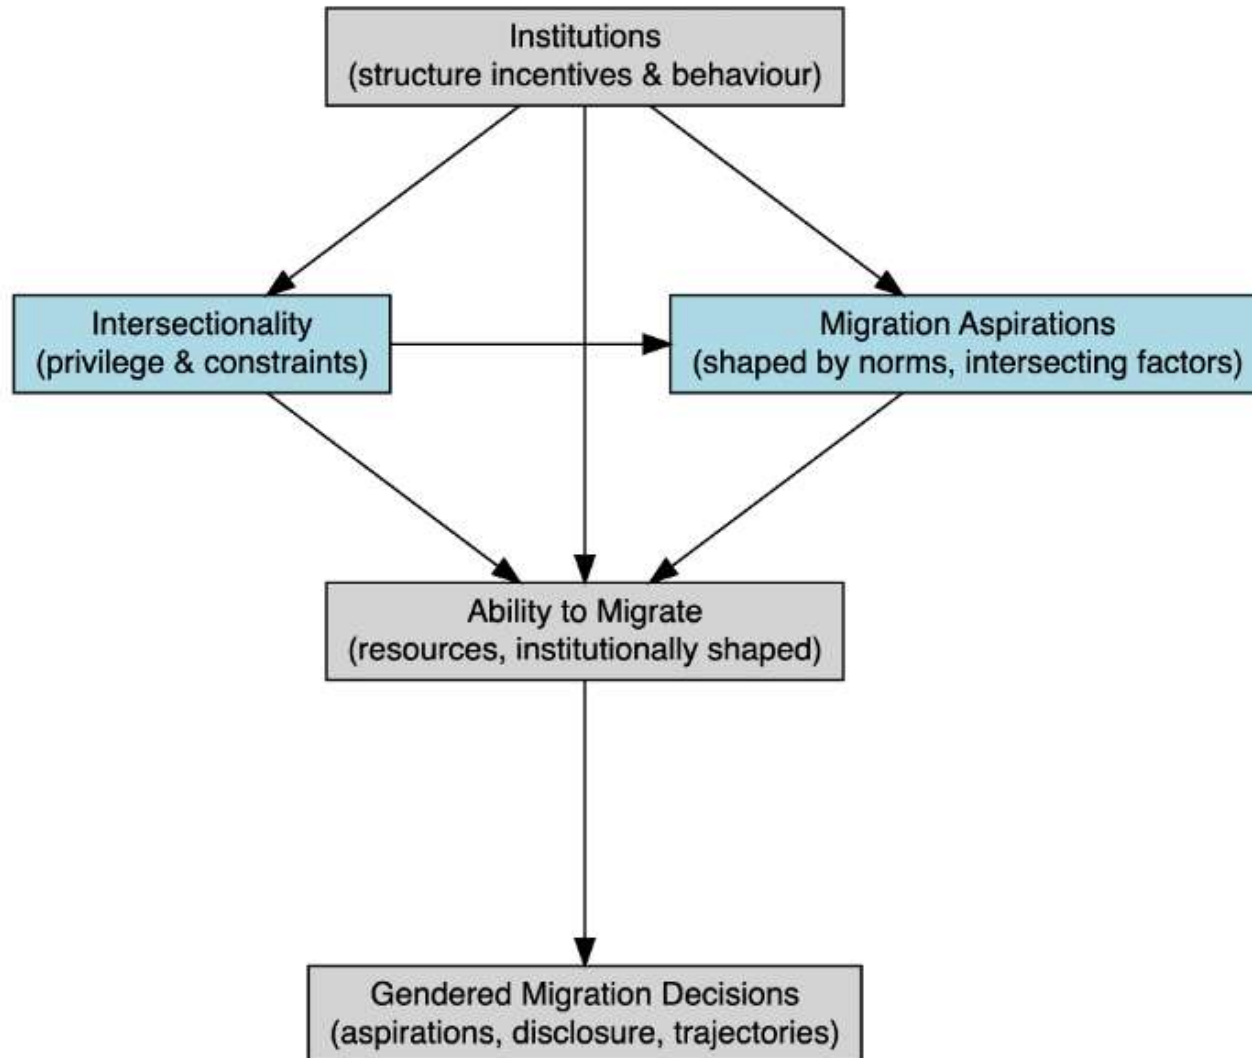 Institutions
(structure incentives & behaviour)
Intersectionality
(privilege & constraints)
Migration Aspirations
(shaped by norms, intersecting factors)
Ability to Migrate
(resources, institutionally shaped)
Gendered Migration Decisions
(aspirations, disclosure, trajectories)